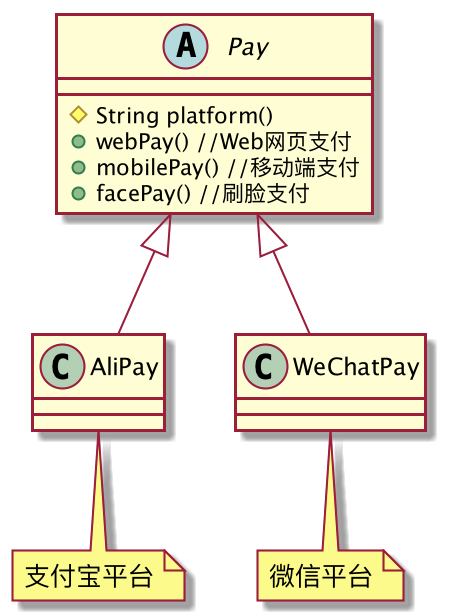 A Pay
String platform()
webPay() //Web网页支付
mobilePay() //移动端支付
facePay() //刷脸支付
C AliPay
C WeChatPay
支付宝平台
微信平台